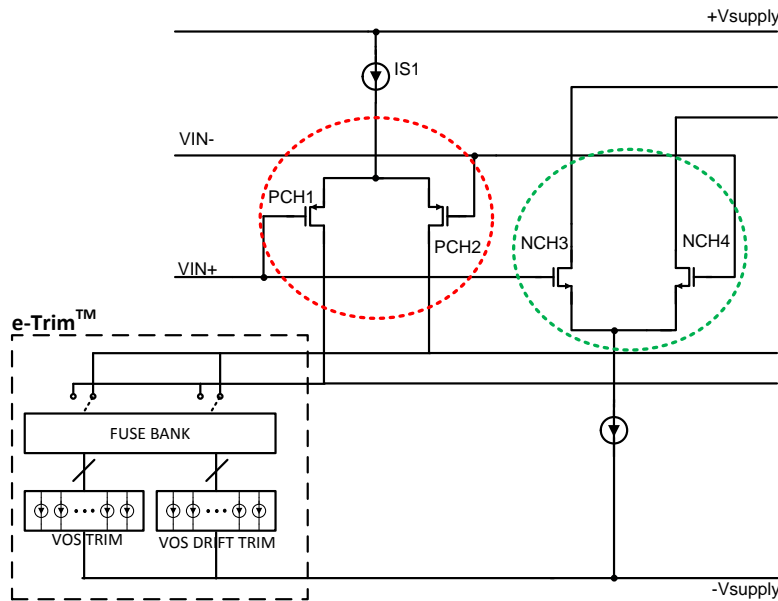 +Vsupply
IS1
VIN-
PCH1
PCH2
NCH3
NCH4
VIN+
e-Trim™
FUSE BANK
VOS TRIM
VOS DRIFT TRIM
-Vsupply